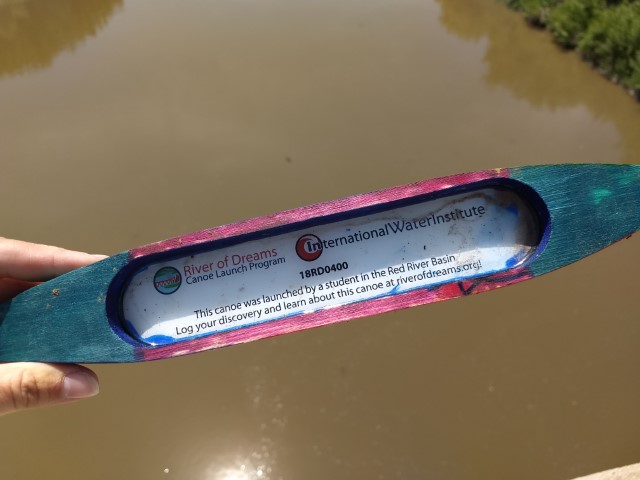 River of Dreams
Canoe Launch Program
InternationalWaterInstitute
18RD0400
This canoe was launched by a student in the Red River Basin
Log your discovery and learn about this canoe at riverofdreams.org!